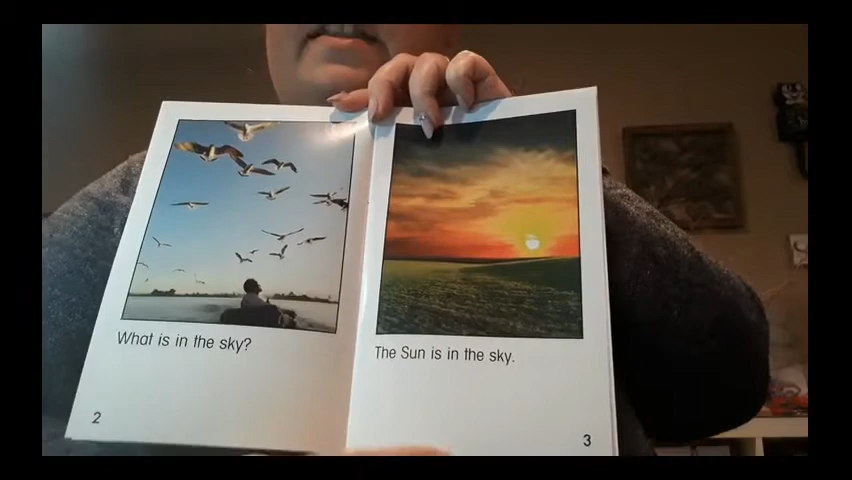 What is in the sky?
2
The Sun is in the sky.
3